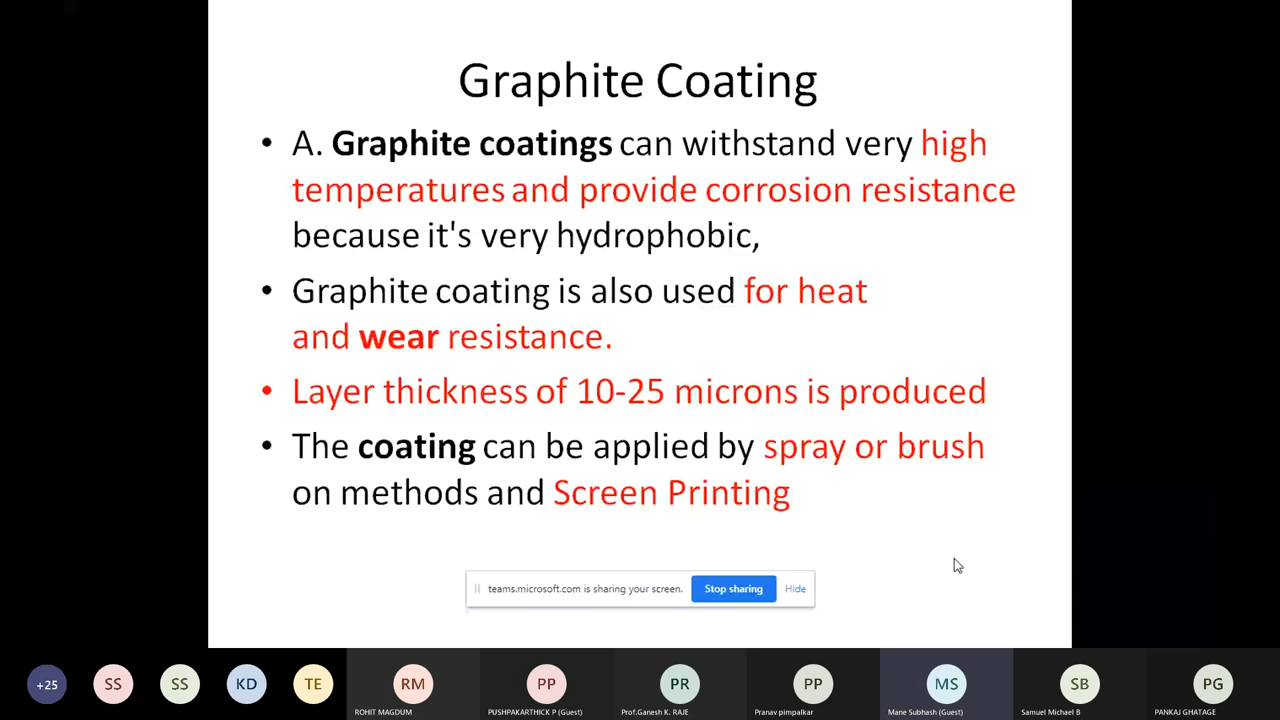 Graphite Coating
• A. Graphite coatings can withstand very high
temperatures and provide corrosion resistance
because it's very hydrophobic,
• Graphite coating is also used for heat
and wear resistance.
• Layer thickness of 10-25 microns is produced
• The coating can be applied by spray or brush
on methods and Screen Printing
teams.microsoft.com is sharing your screen. Stop sharing Hide
+25 SS SS KD TE RM PP PR PP MS SB PG
ROHIT MAGDUM PUSHPAKARTHICK P (Guest) Prof.Ganesh K. RAJE Pranav pimpalkar Mane Subhash (Guest) Samuel Michael B PANKAJ GHATAGE